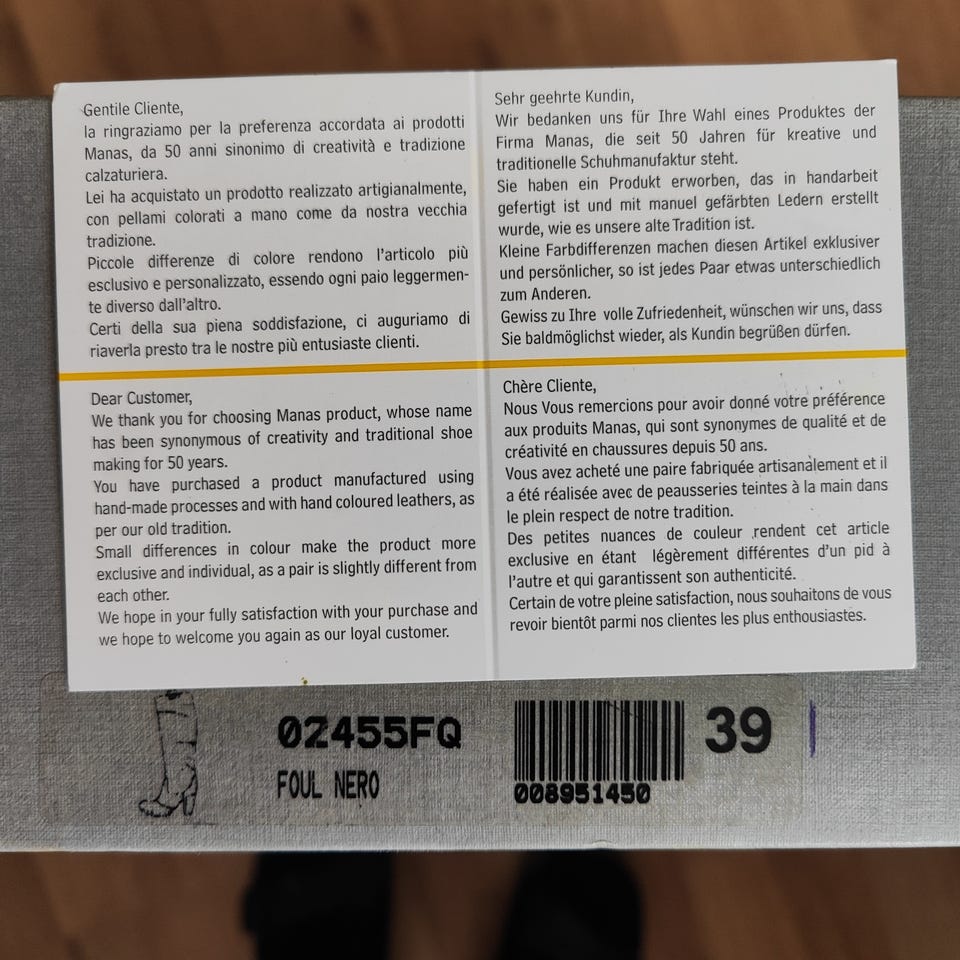 Gentile Cliente,
la ringraziamo per la preferenza accordata ai prodotti
Manas, da 50 anni sinonimo di creatività e tradizione
calzaturiera.
Lei ha acquistato un prodotto realizzato artigianalmente,
con pellami colorati a mano come da nostra vecchia
tradizione.
Piccole differenze di colore rendono l'articolo più
esclusivo e personalizzato, essendo ogni paio leggermen-
te diverso dall'altro.
Certi della sua piena soddisfazione, ci auguriamo di
riaverla presto tra le nostre più entusiaste clienti.
Sehr geehrte Kundin,
Wir bedanken uns für Ihre Wahl eines Produktes der
Firma Manas, die seit 50 Jahren für kreative und
traditionelle Schuhmanufaktur steht.
Sie haben ein Produkt erworben, das in handarbeit
gefertigt ist und mit manuel gefärbten Ledern erstellt
wurde, wie es unsere alte Tradition ist.
Kleine Farbdifferenzen machen diesen Artikel exklusiver
und persönlicher, so ist jedes Paar etwas unterschiedlich
zum Anderen.
Gewiss zu Ihre volle Zufriedenheit, wünschen wir uns, dass
Sie baldmöglichst wieder, als Kundin begrüßen dürfen.
Dear Customer,
We thank you for choosing Manas product, whose name
has been synonymous of creativity and traditional shoe
making for 50 years.
You have purchased a product manufactured using
hand-made processes and with hand coloured leathers, as
per our old tradition.
Small differences in colour make the product more
exclusive and individual, as a pair is slightly different from
each other.
We hope in your fully satisfaction with your purchase and
we hope to welcome you again as our loyal customer.
Chère Cliente,
Nous Vous remercions pour avoir donné votre préférence
aux produits Manas, qui sont synonymes de qualité et de
créativité en chaussures depuis 50 ans.
Vous avez acheté une paire fabriquée artisanalement et il
a été réalisée avec de peausseries teintes à la main dans
le plein respect de notre tradition.
Des petites nuances de couleur rendent cet article
exclusive en étant légèrement différentes d'un pid à
l'autre et qui garantissent son authenticité.
Certain de votre pleine satisfaction, nous souhaitons de vous
revoir bientôt parmi nos clientes les plus enthousiastes.
02455FQ
FOUL NERO
008951450
39